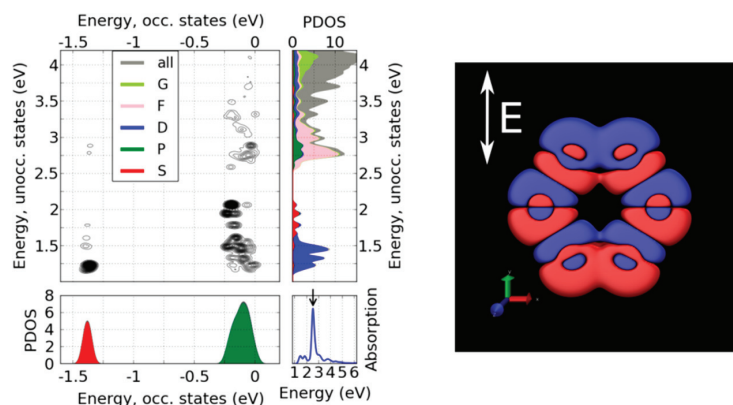 Energy, occ. states (eV)
-1.5 -1 -0.5 0
PDOS
0 5 10
Energy, unocc. states (eV)
4
3.5
3
2.5
2
1.5
all
G
F
D
P
S
4
3.5
3
2.5
2
1.5
Energy, unocc. states (eV)
E
PDOS
8
6
4
2
0
-1.5 -1 -0.5 0
Energy, occ. states (eV)
1 2 3 4 5 6
Energy (eV)
Absorption